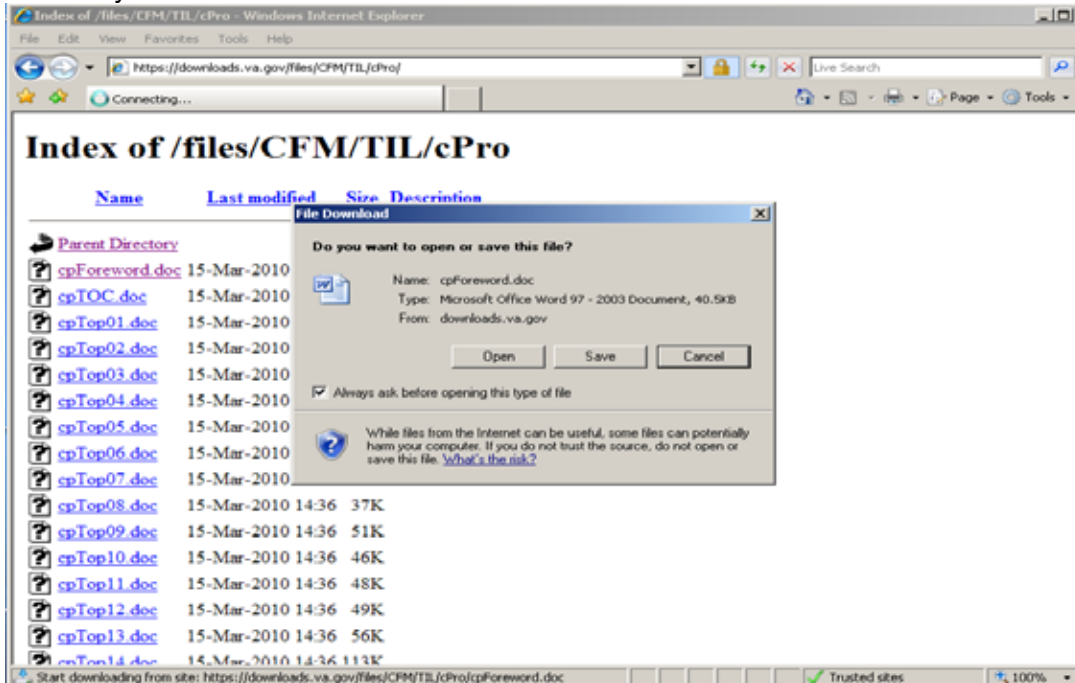 Index of /files/CFM/TIL/cPro - Windows Internet Explorer
File Edit View Favorites Tools Help
https://downloads.va.gov/files/CFM/TIL/cPro/
Live Search
Connecting...
Page Tools
Index of /files/CFM/TIL/cPro
Name Last modified Size Description
Parent Directory
cpForeword.doc 15-Mar-2010
cpTOC.doc 15-Mar-2010
cpTop01.doc 15-Mar-2010
cpTop02.doc 15-Mar-2010
cpTop03.doc 15-Mar-2010
cpTop04.doc 15-Mar-2010
cpTop05.doc 15-Mar-2010
cpTop06.doc 15-Mar-2010
cpTop07.doc 15-Mar-2010
cpTop08.doc 15-Mar-2010 14:36 37K
cpTop09.doc 15-Mar-2010 14:36 51K
cpTop10.doc 15-Mar-2010 14:36 46K
cpTop11.doc 15-Mar-2010 14:36 48K
cpTop12.doc 15-Mar-2010 14:36 49K
cpTop13.doc 15-Mar-2010 14:36 56K
cpTop14.doc 15-Mar-2010 14:36 113K
File Download
Do you want to open or save this file?
Name: cpForeword.doc
Type: Microsoft Office Word 97 - 2003 Document, 40.5KB
From: downloads.va.gov
Open Save Cancel
Always ask before opening this type of file
While files from the Internet can be useful, some files can potentially
harm your computer. If you do not trust the source, do not open or
save this file. What's the risk?
Start downloading from site: https://downloads.va.gov/files/CFM/TIL/cPro/cpForeword.doc
Trusted sites
100%